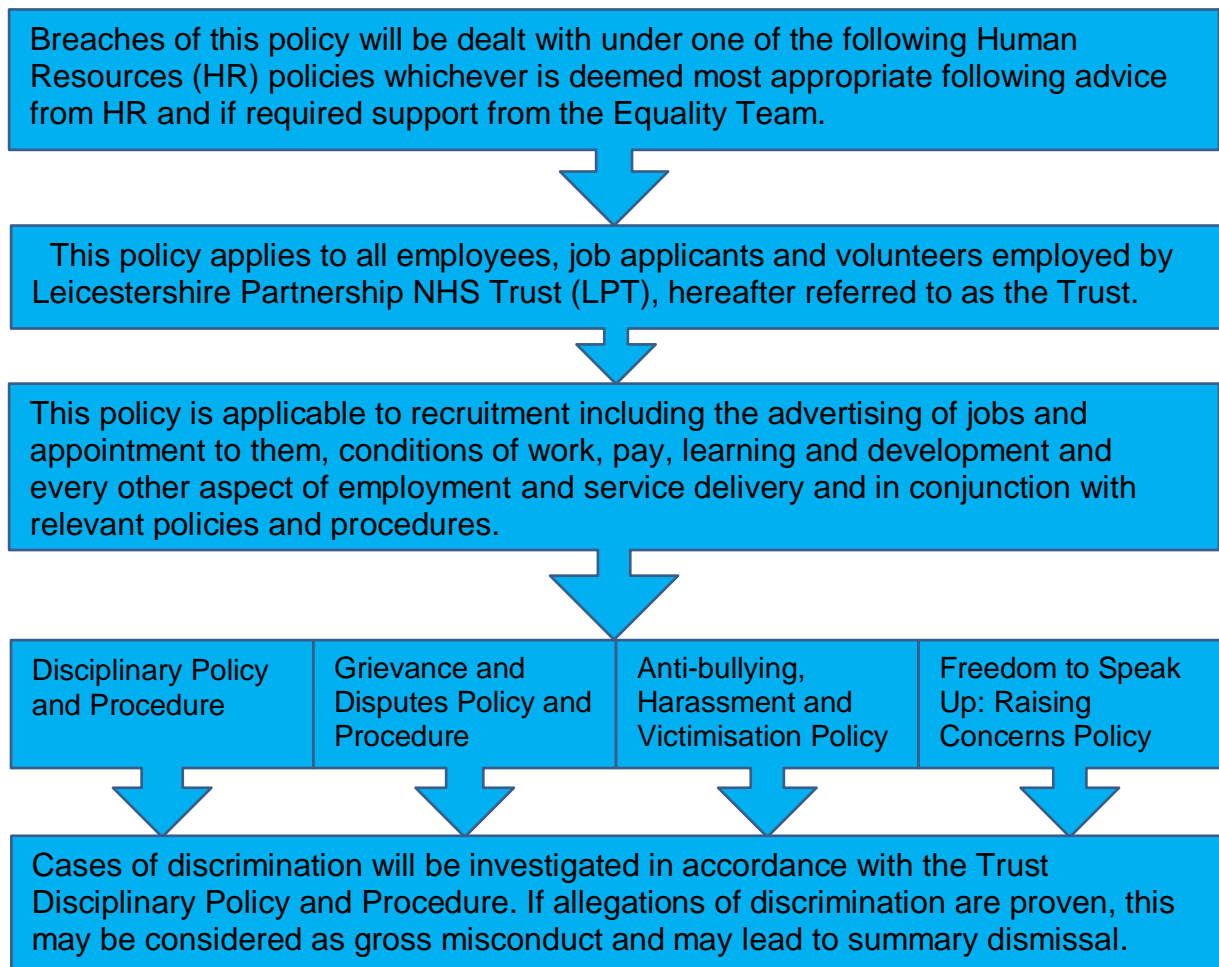 Breaches of this policy will be dealt with under one of the following Human
Resources (HR) policies whichever is deemed most appropriate following advice
from HR and if required support from the Equality Team.
This policy applies to all employees, job applicants and volunteers employed by
Leicestershire Partnership NHS Trust (LPT), hereafter referred to as the Trust.
This policy is applicable to recruitment including the advertising of jobs and
appointment to them, conditions of work, pay, learning and development and
every other aspect of employment and service delivery and in conjunction with
relevant policies and procedures.
Disciplinary Policy
and Procedure
Grievance and
Disputes Policy and
Procedure
Anti-bullying,
Harassment and
Victimisation Policy
Freedom to Speak
Up: Raising
Concerns Policy
Cases of discrimination will be investigated in accordance with the Trust
Disciplinary Policy and Procedure. If allegations of discrimination are proven, this
may be considered as gross misconduct and may lead to summary dismissal.